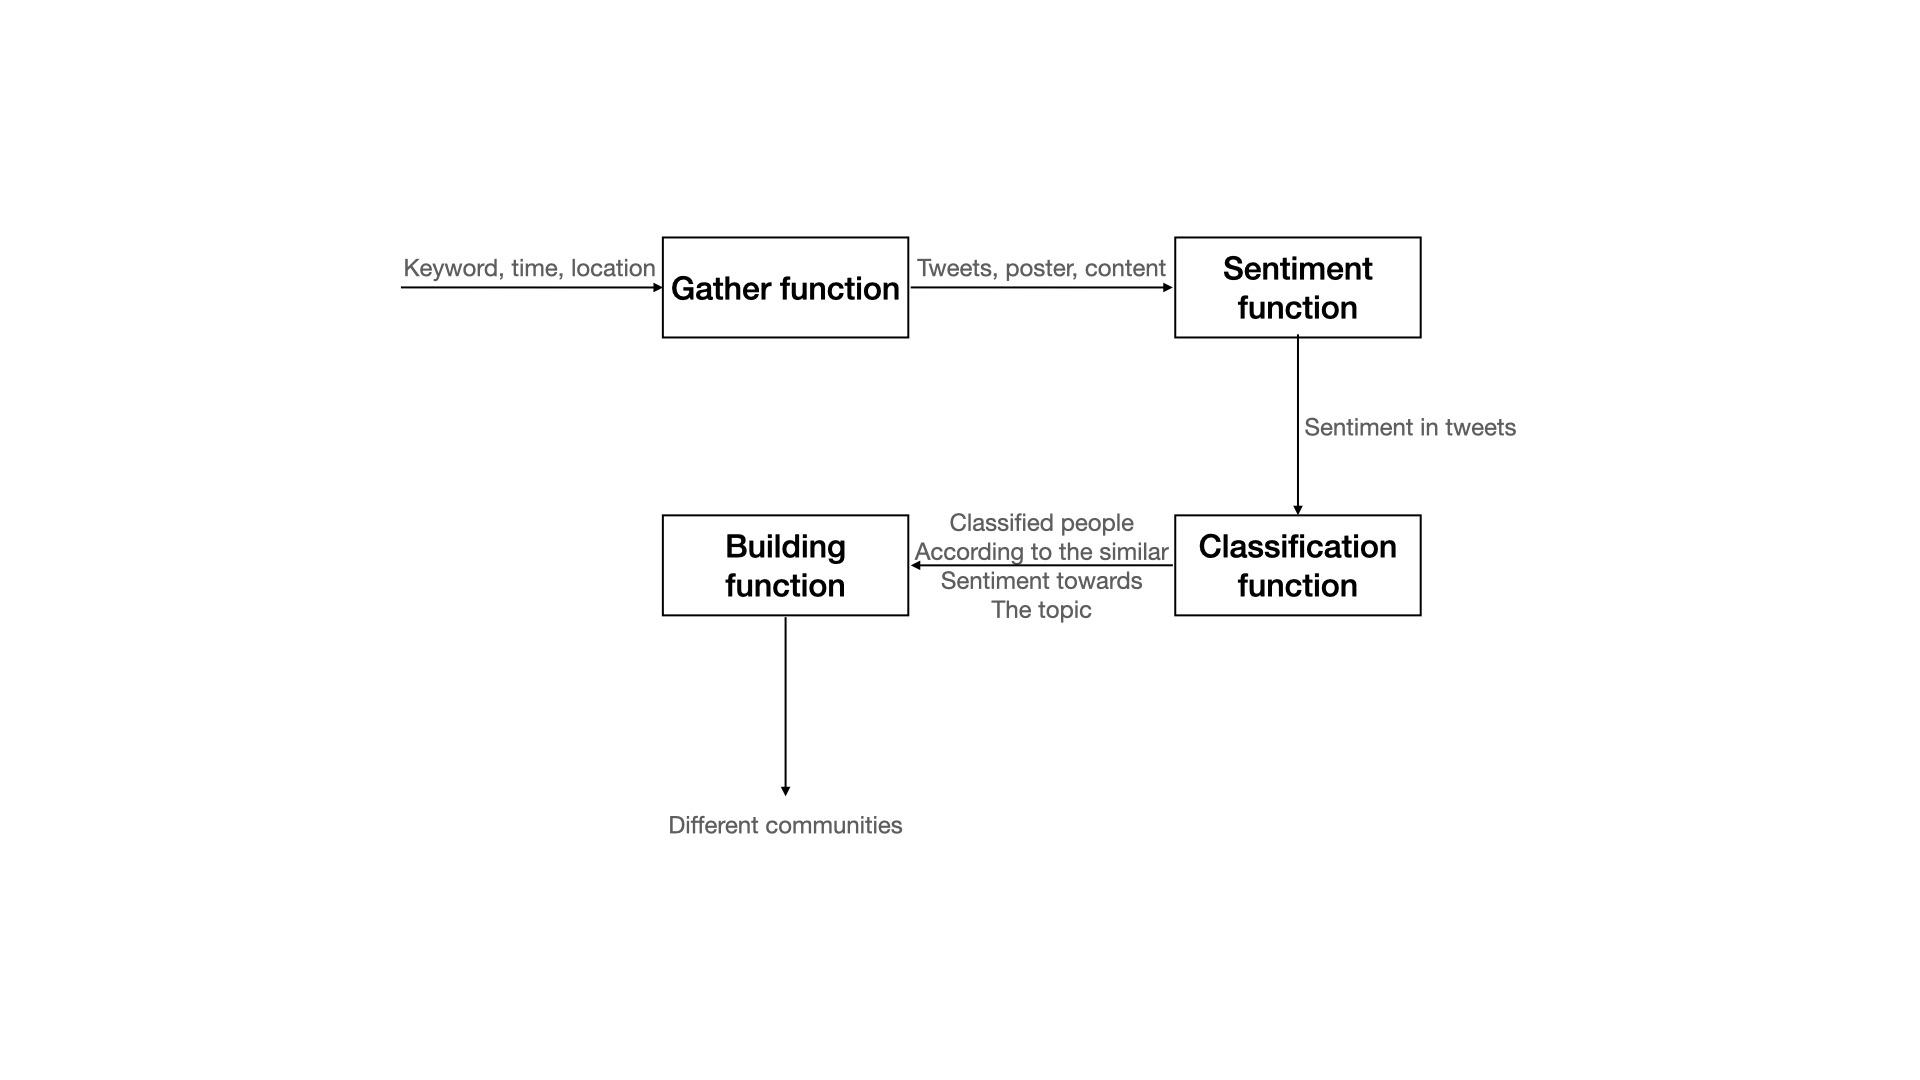 Keyword, time, location
Gather function
Tweets, poster, content
Sentiment
function
Sentiment in tweets
Classification
function
Classified people
According to the similar
Sentiment towards
The topic
Building
function
Different communities